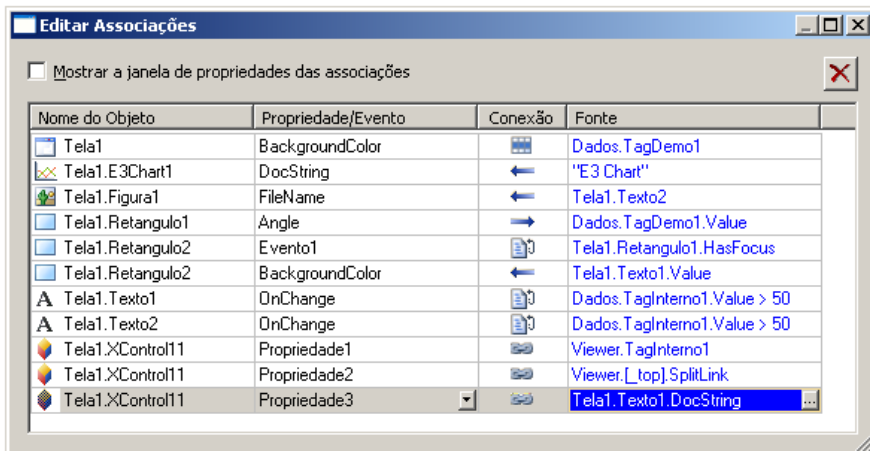 Editar Associações
Mostrar a janela de propriedades das associações
Nome do Objeto Propriedade/Evento Conexão Fonte
Tela1 BackgroundColor Dados.TagDemo1
Tela1.E3Chart1 DocString "E3 Chart"
Tela1.Figura1 FileName Tela1.Texto2
Tela1.Retangulo1 Angle Dados.TagDemo1.Value
Tela1.Retangulo2 Evento1 Tela1.Retangulo1.HasFocus
Tela1.Retangulo2 BackgroundColor Tela1.Texto1.Value
A Tela1.Texto1 OnChange Dados.TagInterno1.Value > 50
A Tela1.Texto2 OnChange Dados.TagInterno1.Value > 50
Tela1.XControl11 Propriedade1 Viewer.TagInterno1
Tela1.XControl11 Propriedade2 Viewer.[_top].SplitLink
Tela1.XControl11 Propriedade3 Tela1.Texto1.DocString ...